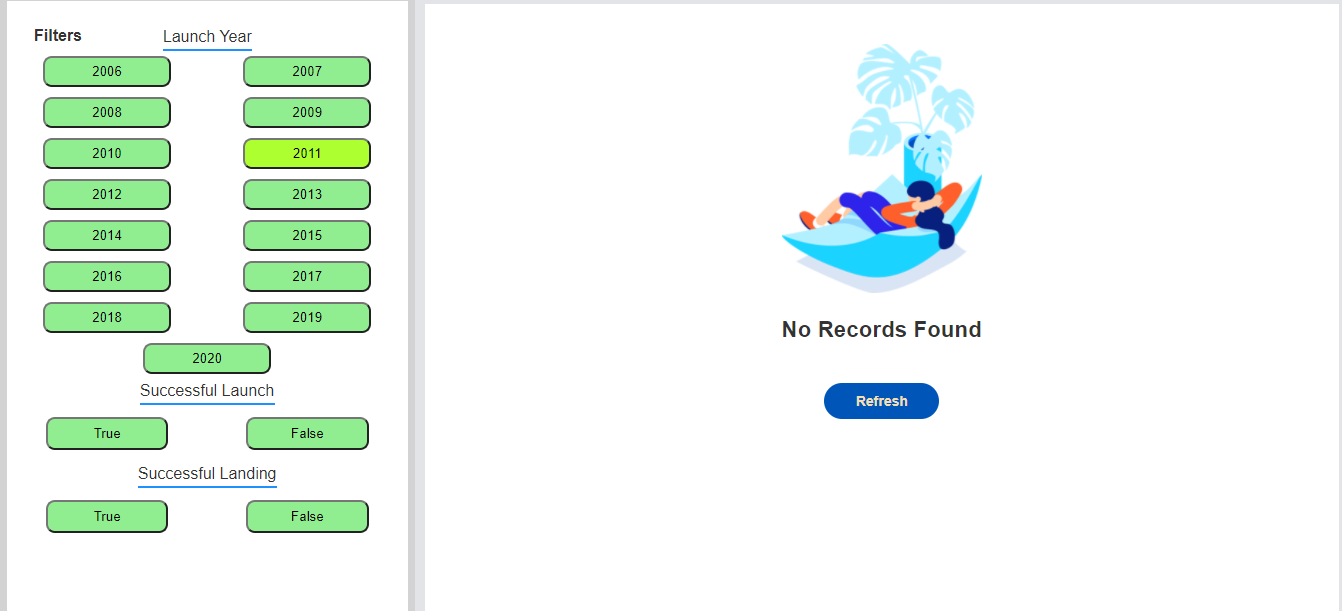 Filters Launch Year
2006 2007
2008 2009
2010 2011
2012 2013
2014 2015
2016 2017
2018 2019
2020
Successful Launch
True False
Successful Landing
True False
No Records Found
Refresh